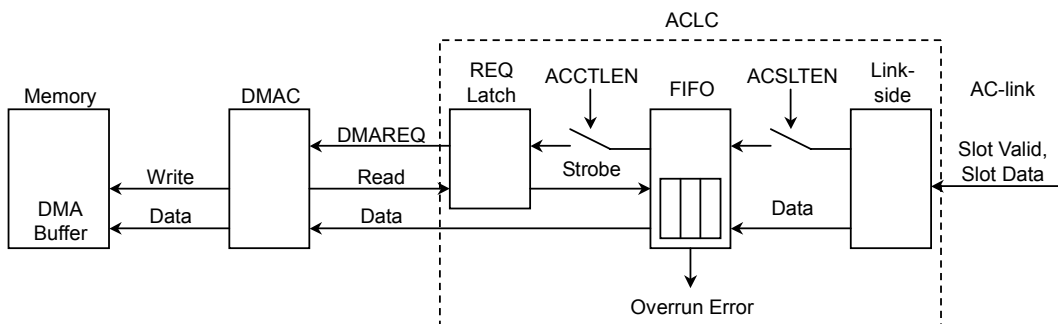 ACLC
REQ
Latch
ACCTLEN
FIFO
ACSLTEN
Link-
side
AC-link
Memory
DMAC
DMAREQ
Strobe
Slot Valid,
Slot Data
Write
Read
DMA
Buffer
Data
Data
Data
Overrun Error